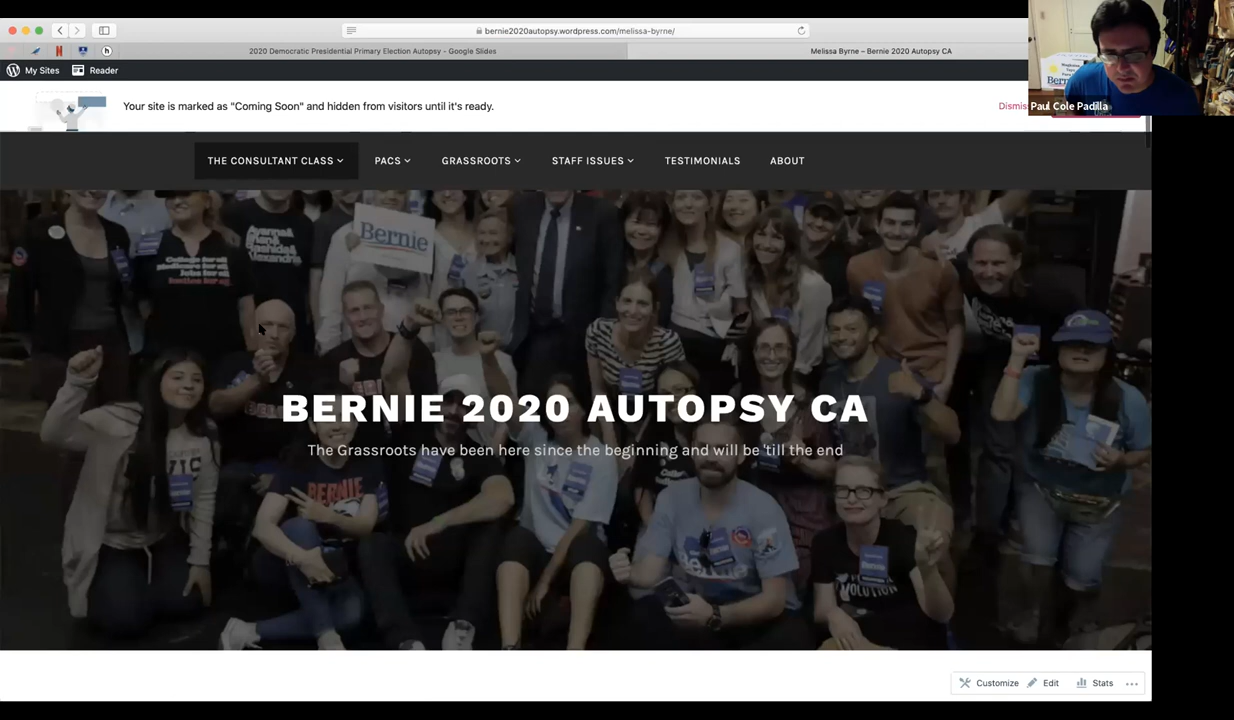 bernie2020autopsy.wordpress.com/melissa-byrne/
2020 Democratic Presidential Primary Election Autopsy - Google Slides
Melissa Byrne – Bernie 2020 Autopsy CA
My Sites
Reader
Your site is marked as "Coming Soon" and hidden from visitors until it's ready.
Dismiss
Paul Cole Padilla
THE CONSULTANT CLASS
PACS
GRASSROOTS
STAFF ISSUES
TESTIMONIALS
ABOUT
Bernie
BERNIE 2020 AUTOPSY CA
The Grassroots have been here since the beginning and will be 'till the end
BERNIE
Customize
Edit
Stats